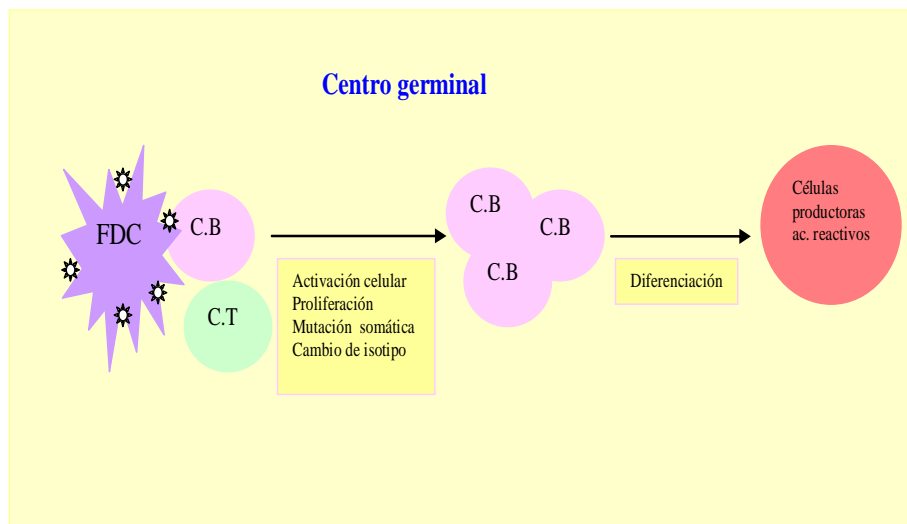 Centro germinal
FDC
C.B
C.T
Activación celular
Proliferación
Mutación somática
Cambio de isotipo
C.B
C.B
C.B
Diferenciación
Células
productoras
ac. reactivos